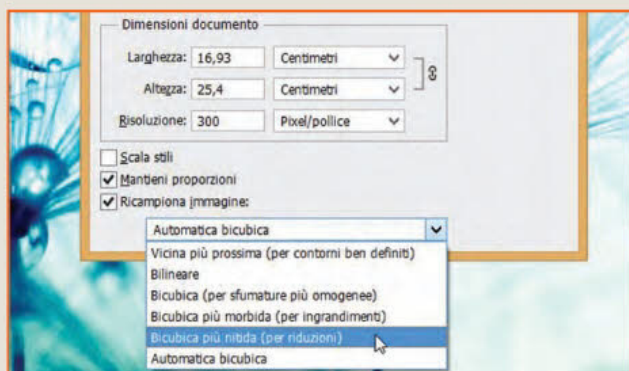 Dimensioni documento
Larghezza: 16,93 Centimetri
Altezza: 25,4 Centimetri
Risoluzione: 300 Pixel/pollice
Scala stili
Mantieni proporzioni
Ricampiona immagine:
Automatica bicubica
Vicina più prossima (per contorni ben definiti)
Bilineare
Bicubica (per sfumature più omogenee)
Bicubica più morbida (per ingrandimenti)
Bicubica più nitida (per riduzioni)
Automatica bicubica